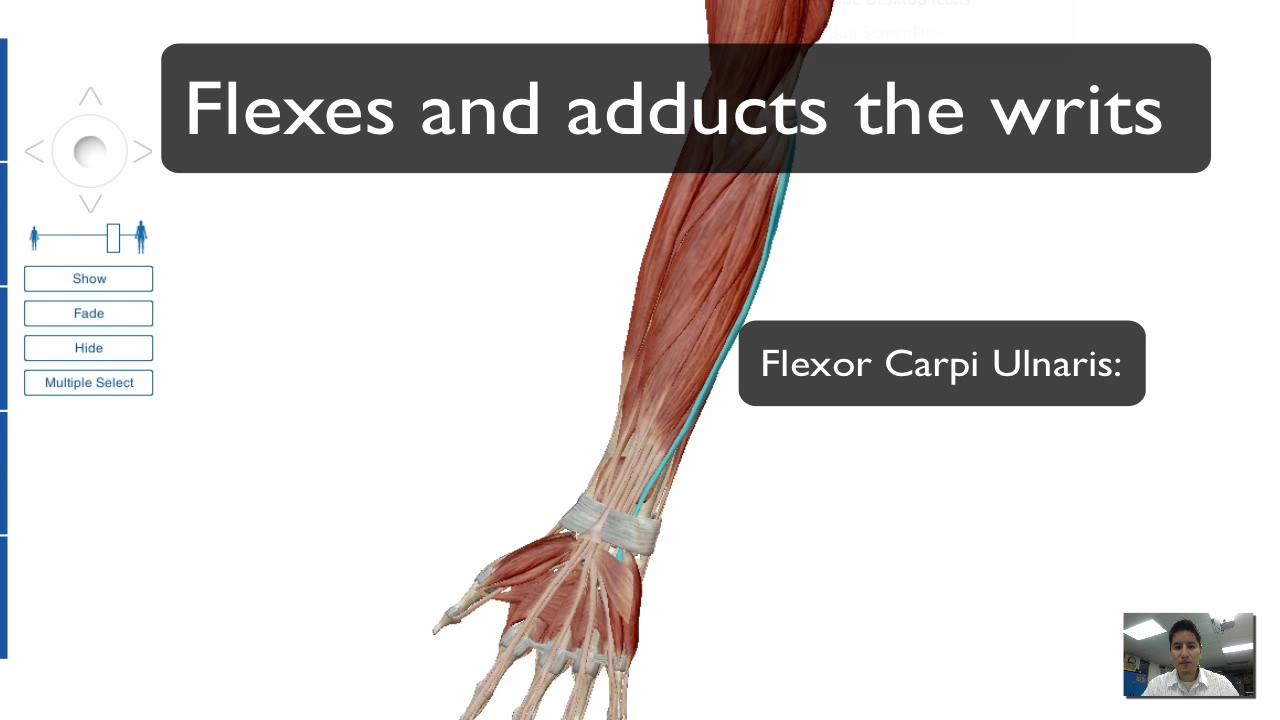 Flexes and adducts the writs
Show
Fade
Hide
Multiple Select
Flexor Carpi Ulnaris: